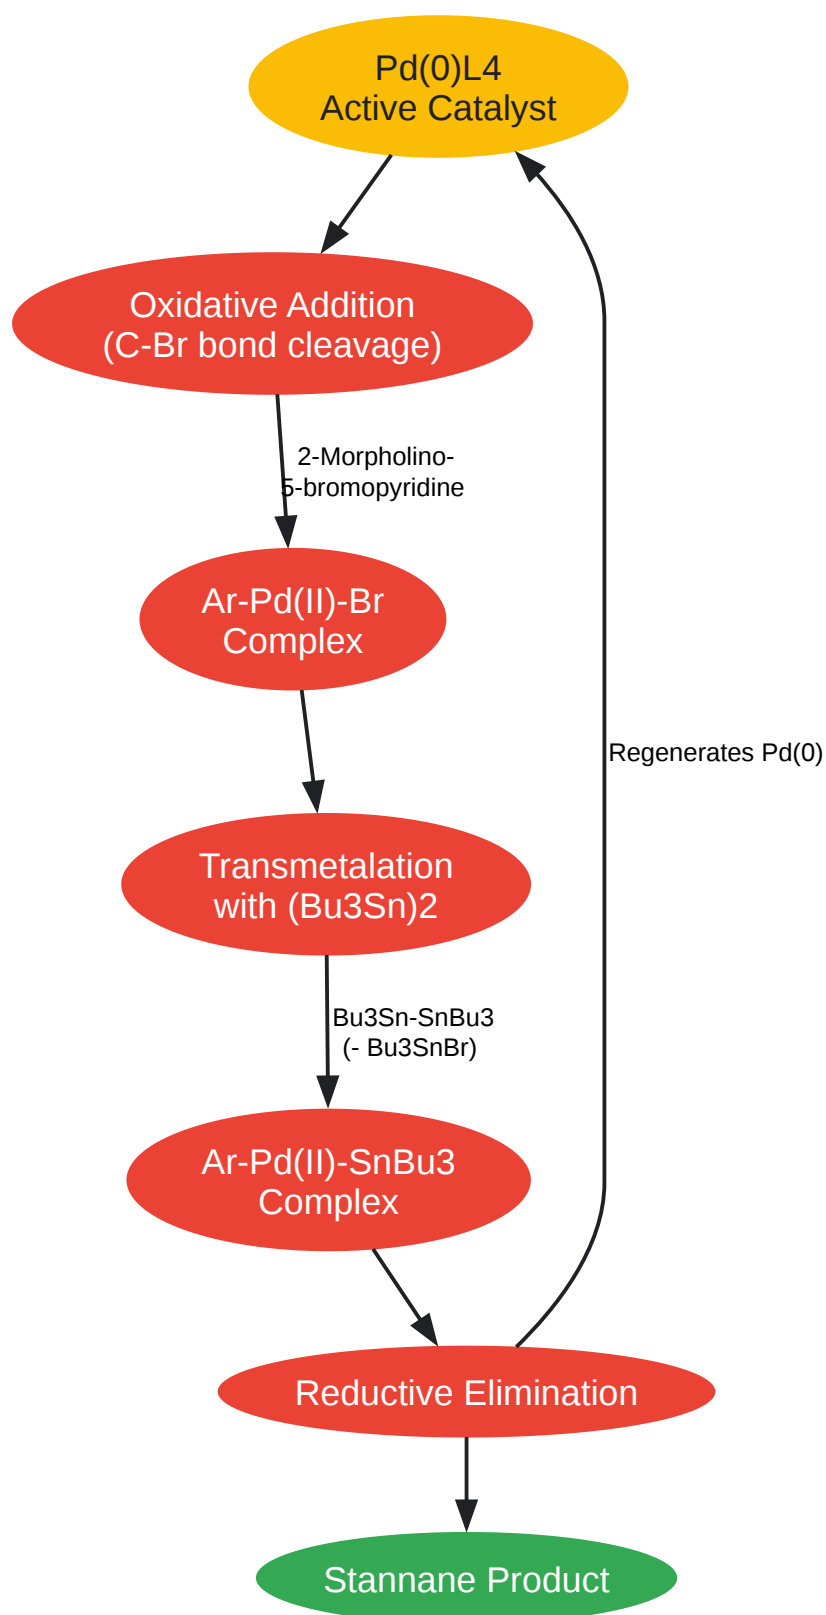 Pd(0)L4
Active Catalyst
Oxidative Addition
(C-Br bond cleavage)
2-Morpholino-
5-bromopyridine
Ar-Pd(II)-Br
Complex
Regenerates Pd(0)
Transmetalation
with (Bu3Sn)2
Bu3Sn-SnBu3
(- Bu3SnBr)
Ar-Pd(II)-SnBu3
Complex
Reductive Elimination
Stannane Product